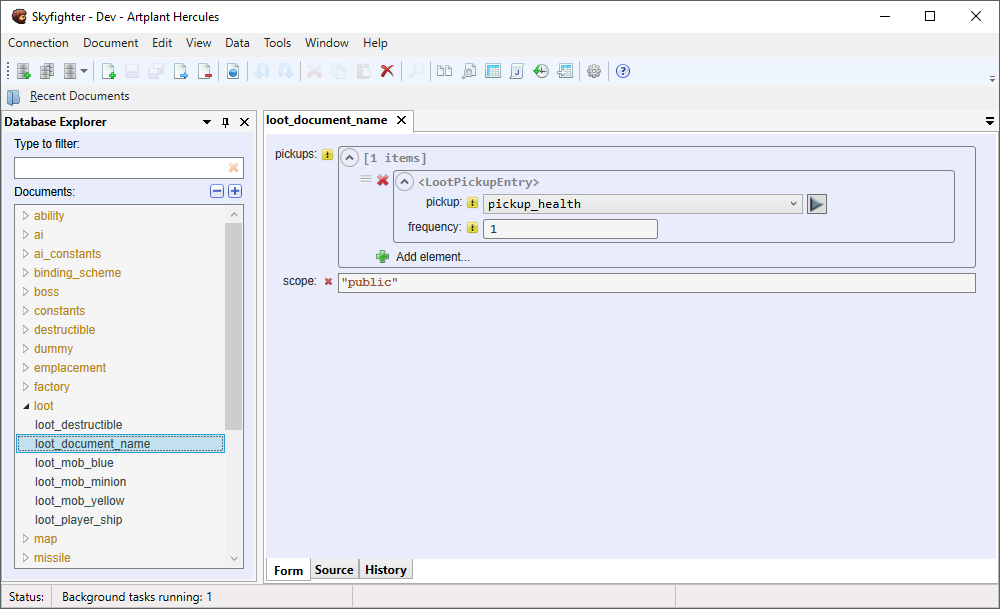 Skyfighter - Dev - Artplant Hercules
Connection Document Edit View Data Tools Window Help
Recent Documents
Database Explorer
Type to filter:
Documents:
ability
ai
ai_constants
binding_scheme
boss
constants
destructible
dummy
emplacement
factory
loot
loot_destructible
loot_document_name
loot_mob_blue
loot_mob_minion
loot_mob_yellow
loot_player_ship
map
missile
loot_document_name
pickups: [1 items]
<LootPickupEntry>
pickup: pickup_health
frequency: 1
Add element...
scope: "public"
Form Source History
Status: Background tasks running: 1